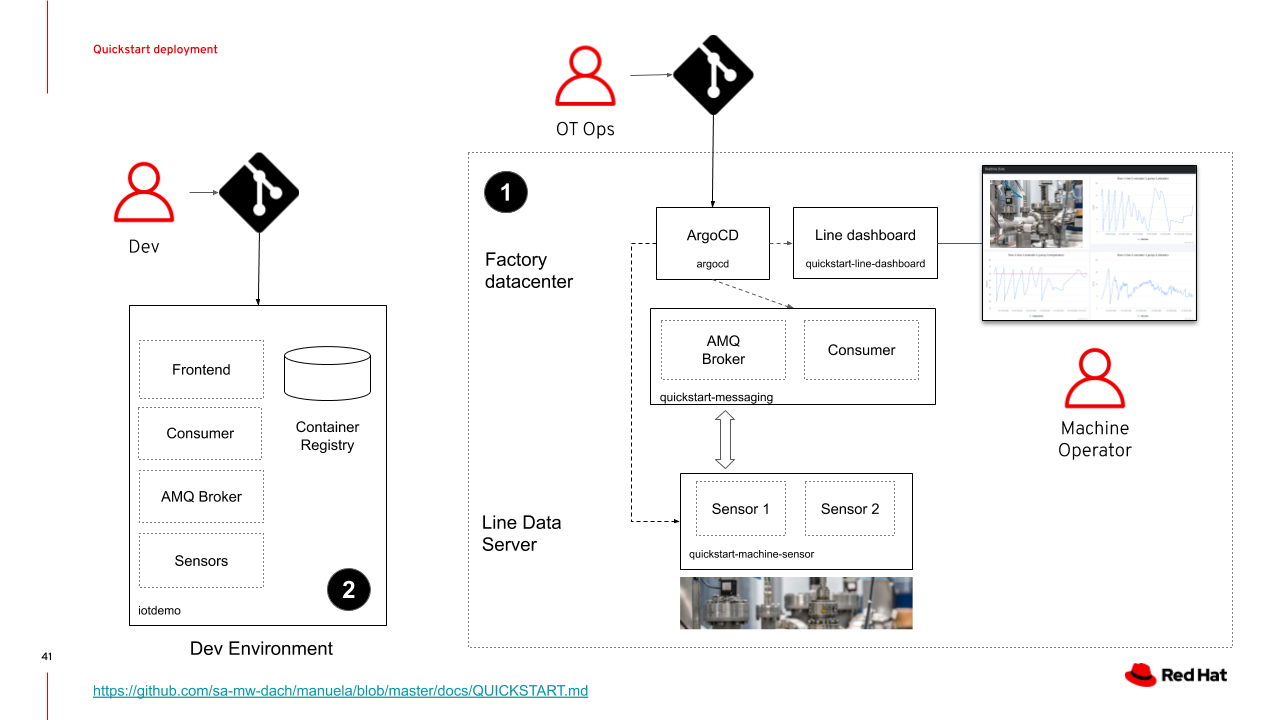 Quickstart deployment
OT Ops
Dev
1
Factory
datacenter
ArgoCD
argocd
Line dashboard
quickstart-line-dashboard
AMQ
Broker
Consumer
quickstart-messaging
Machine
Operator
Line Data
Server
Sensor 1
Sensor 2
quickstart-machine-sensor
Frontend
Consumer
AMQ Broker
Sensors
Container
Registry
2
iotdemo
Dev Environment
41
https://github.com/sa-mw-dach/manuela/blob/master/docs/QUICKSTART.md
Red Hat